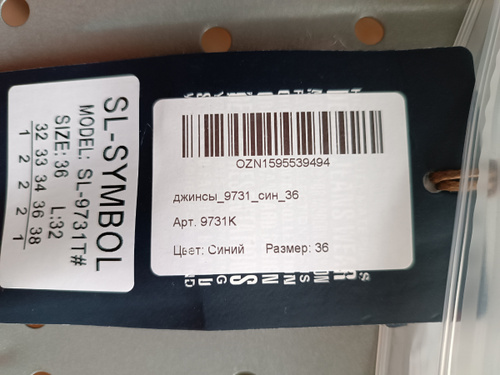 SL-SYMBOL
MODEL: SL-9731T#
SIZE: 36 L:32
32 33 34 36 38
1 2 2 2 1
OZN1595539494
джинсы_9731_син_36
Арт. 9731K
Цвет: Синий Размер: 36